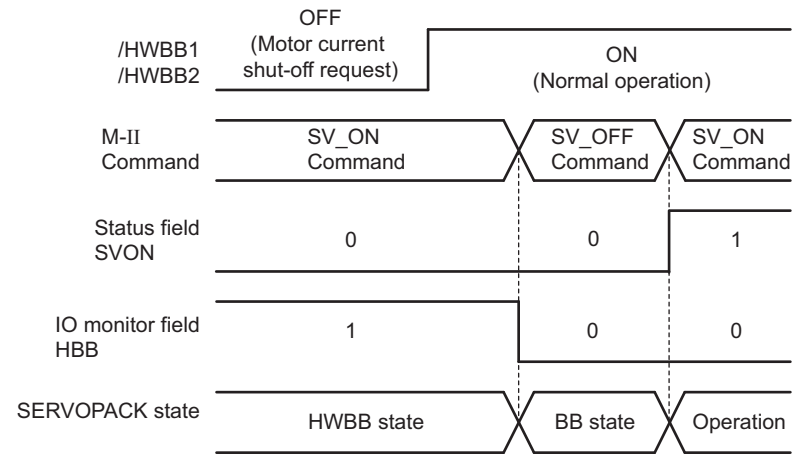 OFF
(Motor current
shut-off request)
/HWBB1
/HWBB2
ON
(Normal operation)
M-II
Command
SV_ON
Command
SV_OFF
Command
SV_ON
Command
Status field
SVON
0
0
1
IO monitor field
HBB
1
0
0
SERVOPACK state
HWBB state
BB state
Operation